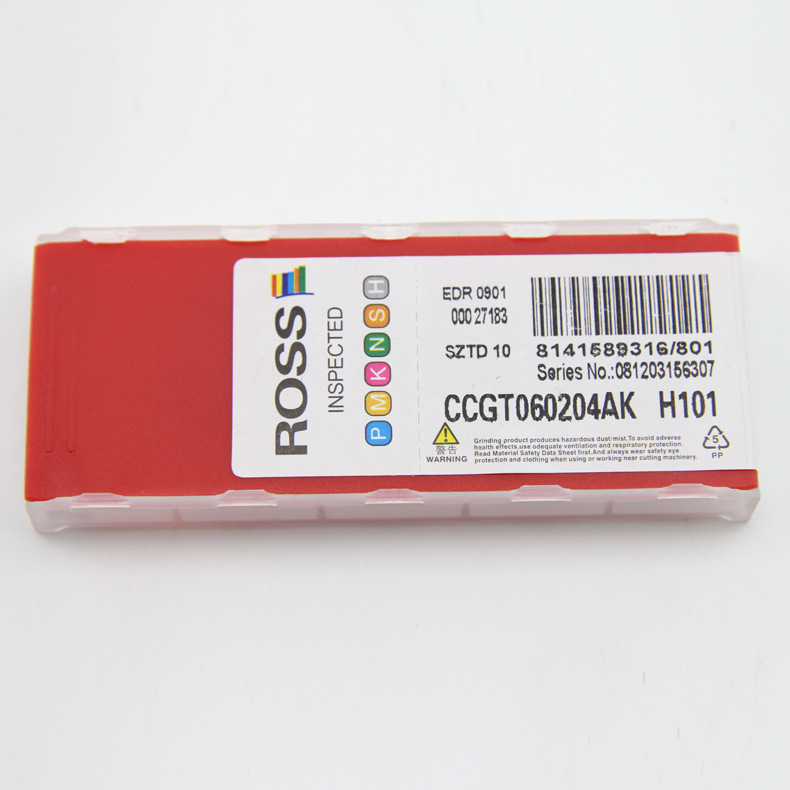 ROSS
INSPECTED
P M K N S H
EDR 0901
000 27183
SZTD 10
8141589316/801
Series No.:081203156307
CCGT060204AK H101
警告
WARNING
Grinding product produces hazardous dust/mist.To avoid adverse
health effects,use odequate ventilation and respiratory protection.
Read Material Safety Data Sheet first.And always wear safety eye
protection and clothing when using or working near cutting machinery.
5
PP